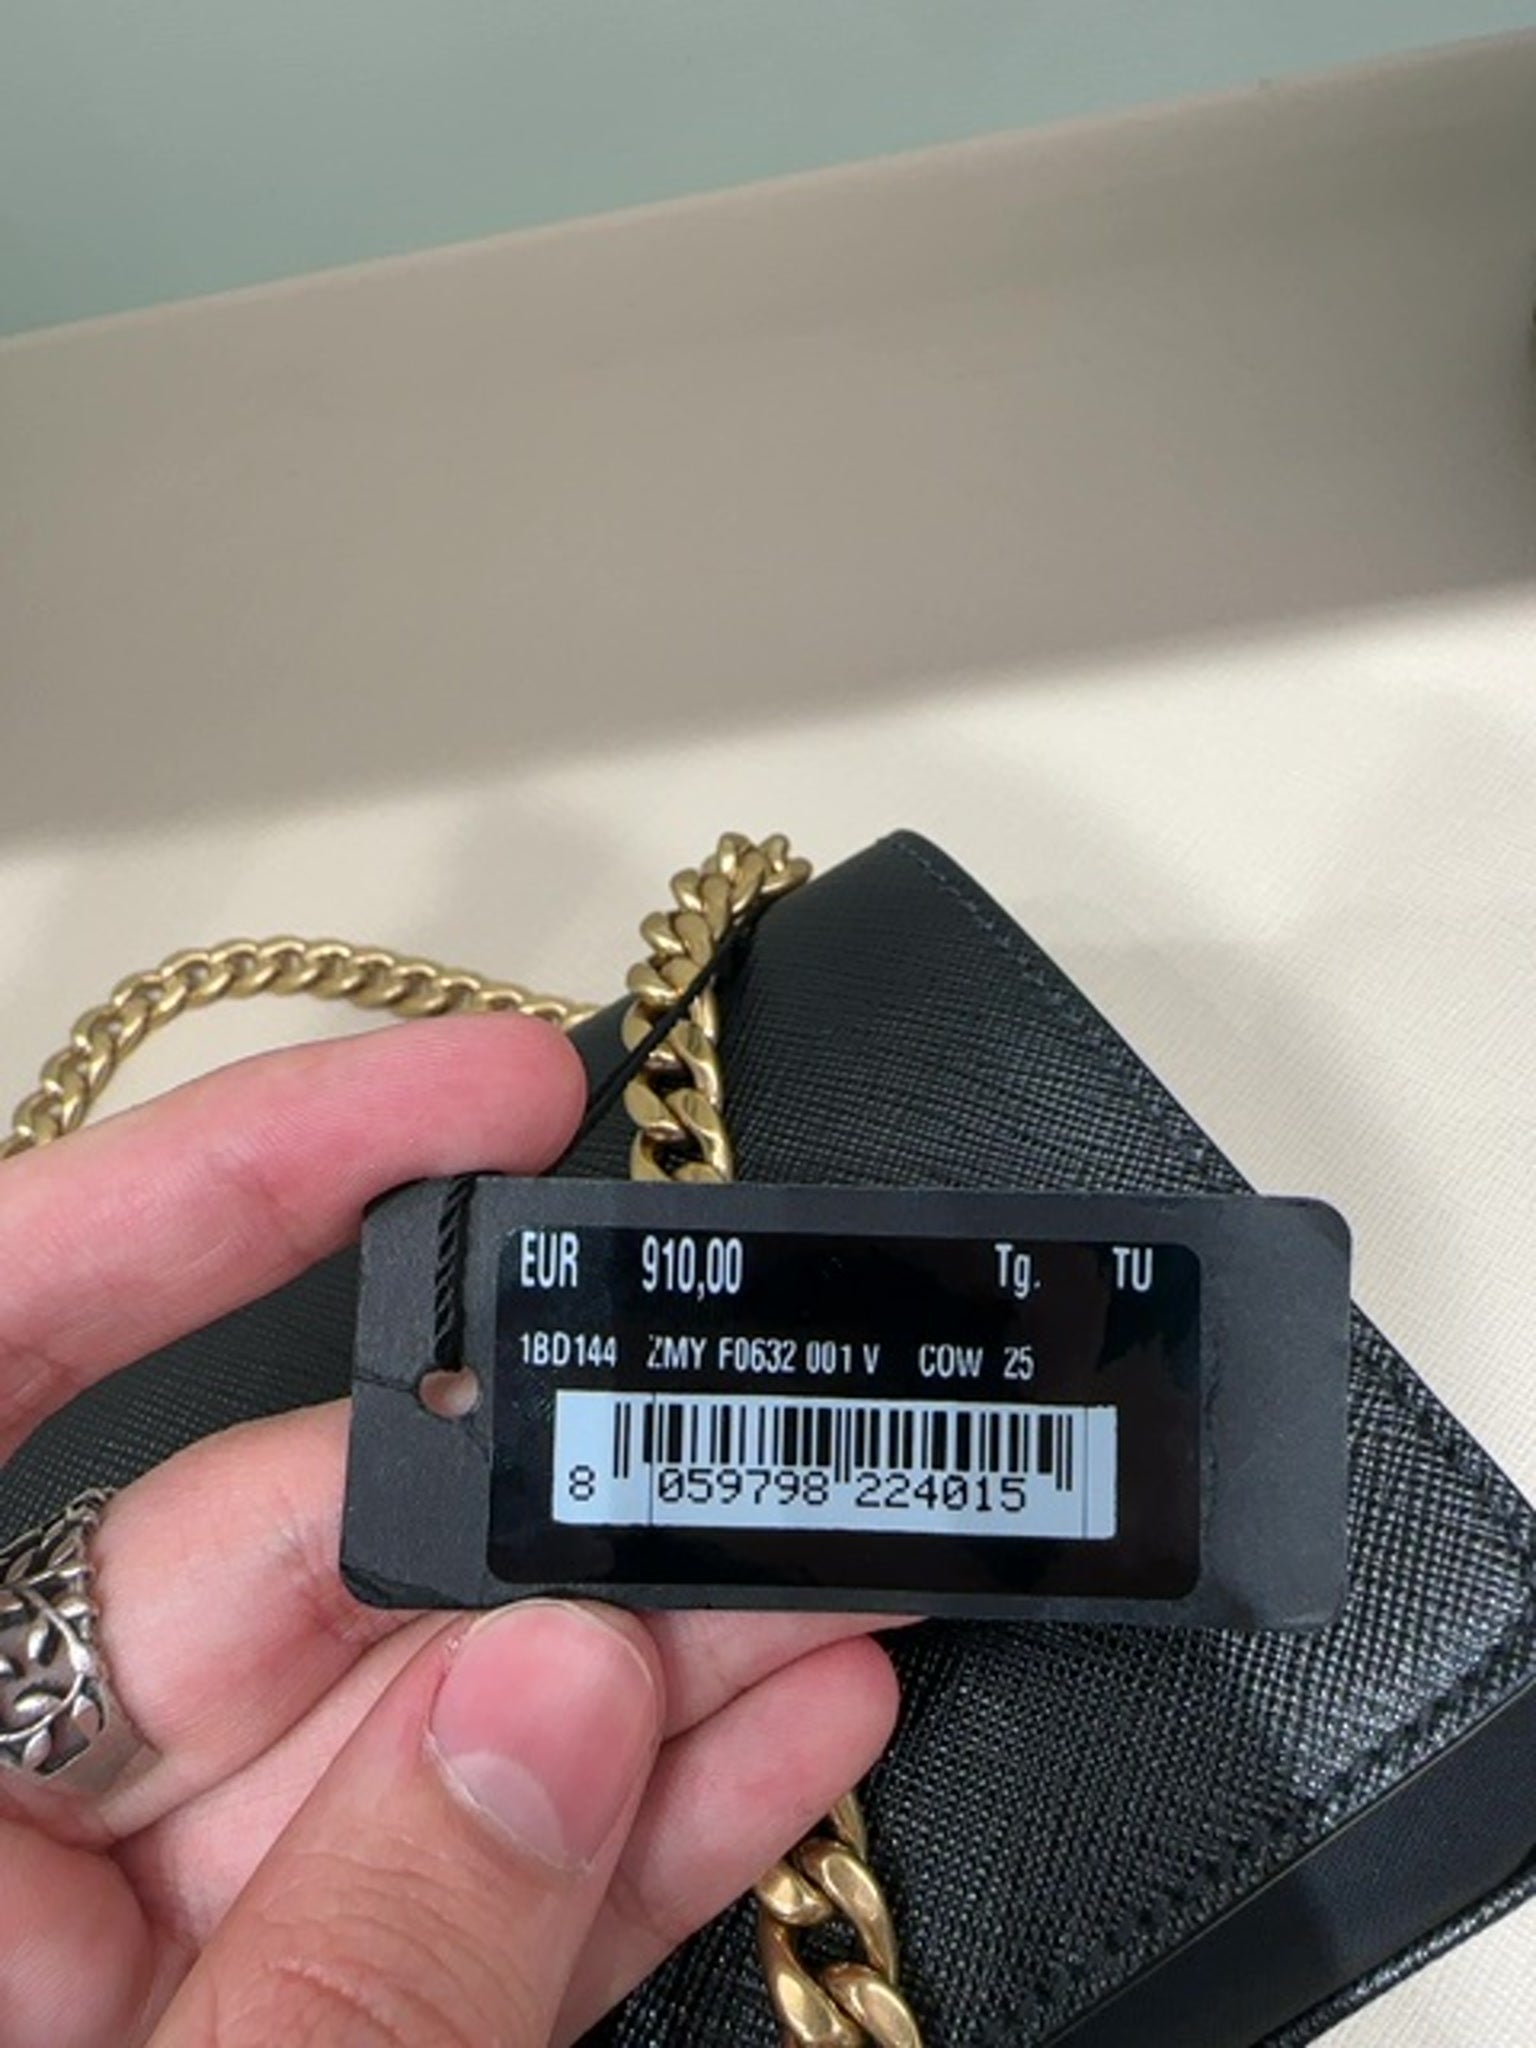 EUR 910,00 Tg. TU
1BD144 ZMY F0632 001 V COW 25
8 059798 224015